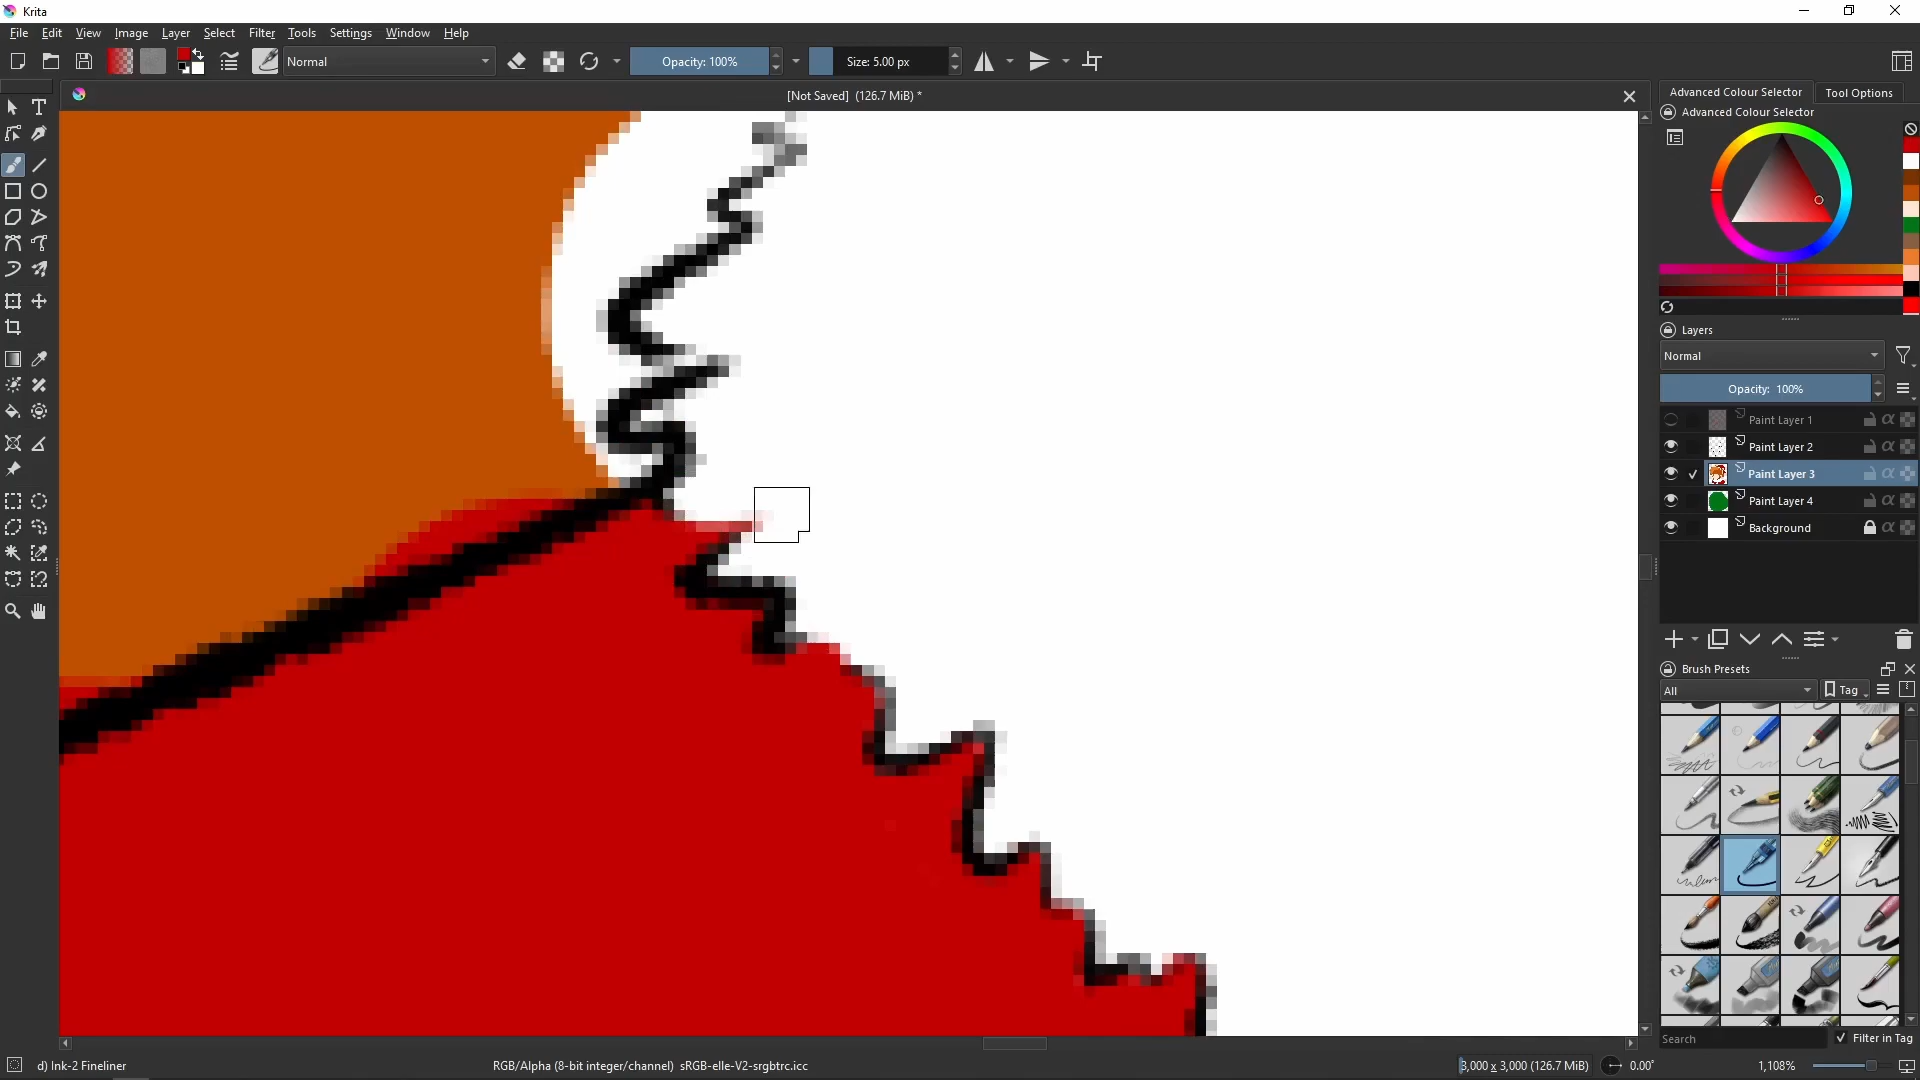 Krita
File Edit View Image Layer Select Filter Tools Settings Window Help
Normal Opacity: 100% Size: 5.00 px
[Not Saved] (126.7 MiB) *
Advanced Colour Selector Tool Options
Advanced Colour Selector
Layers
Normal
Opacity: 100%
Paint Layer 1
Paint Layer 2
Paint Layer 3
Paint Layer 4
Background
Brush Presets
All Tag
Search Filter in Tag
d) Ink-2 Fineliner RGB/Alpha (8-bit integer/channel) sRGB-elle-V2-srgbtrc.icc 3,000 x 3,000 (126.7 MiB) 0.00° 1,108%